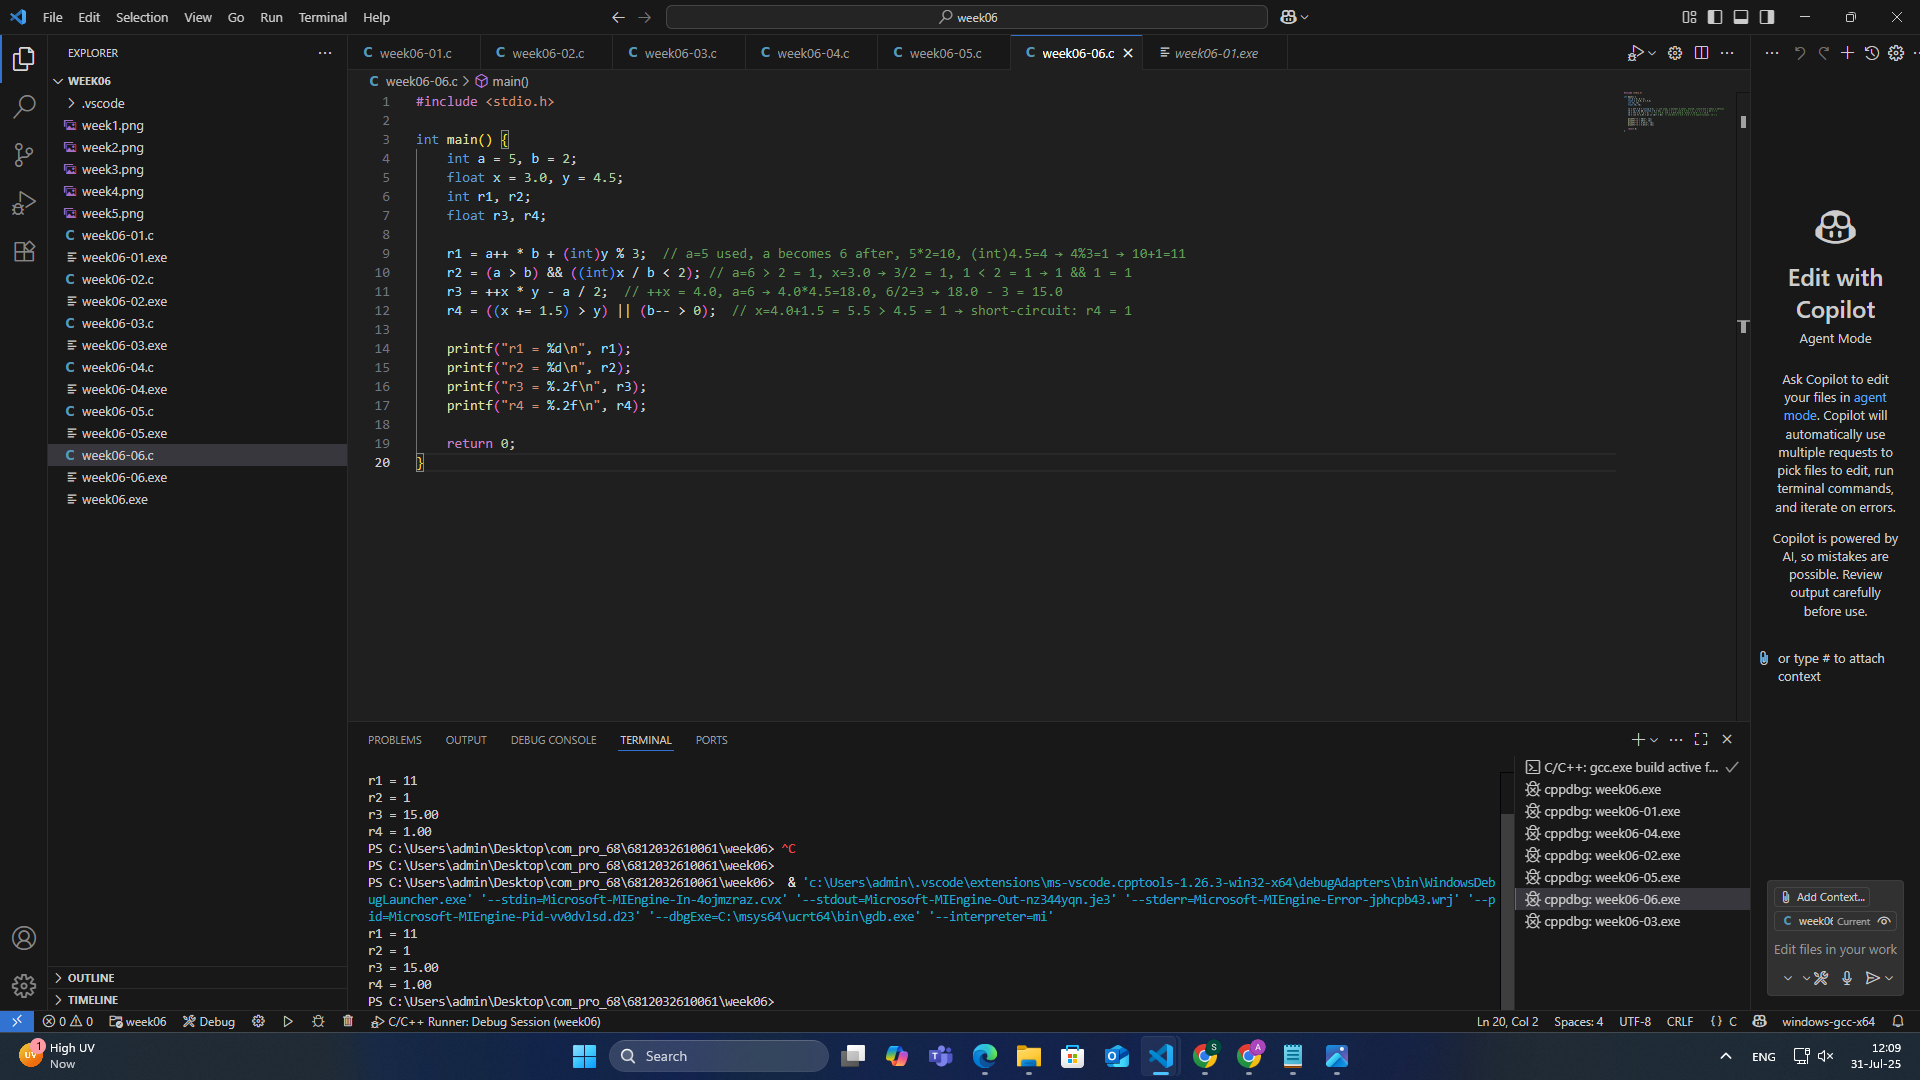 File Edit Selection View Go Run Terminal Help
week06
EXPLORER
WEEK06
.vscode
week1.png
week2.png
week3.png
week4.png
week5.png
C week06-01.c
week06-01.exe
C week06-02.c
week06-02.exe
C week06-03.c
week06-03.exe
C week06-04.c
week06-04.exe
C week06-05.c
week06-05.exe
C week06-06.c
week06-06.exe
week06.exe
OUTLINE
TIMELINE
C week06-01.c C week06-02.c C week06-03.c C week06-04.c C week06-05.c C week06-06.c week06-01.exe
C week06-06.c > main()
1 #include <stdio.h>
2
3 int main() {
4 int a = 5, b = 2;
5 float x = 3.0, y = 4.5;
6 int r1, r2;
7 float r3, r4;
8
9 r1 = a++ * b + (int)y % 3; // a=5 used, a becomes 6 after, 5*2=10, (int)4.5=4 → 4%3=1 → 10+1=11
10 r2 = (a > b) && ((int)x / b < 2); // a=6 > 2 = 1, x=3.0 → 3/2 = 1, 1 < 2 = 1 → 1 && 1 = 1
11 r3 = ++x * y - a / 2; // ++x = 4.0, a=6 → 4.0*4.5=18.0, 6/2=3 → 18.0 - 3 = 15.0
12 r4 = ((x += 1.5) > y) || (b-- > 0); // x=4.0+1.5 = 5.5 > 4.5 = 1 → short-circuit: r4 = 1
13
14 printf("r1 = %d\n", r1);
15 printf("r2 = %d\n", r2);
16 printf("r3 = %.2f\n", r3);
17 printf("r4 = %.2f\n", r4);
18
19 return 0;
20 }
PROBLEMS OUTPUT DEBUG CONSOLE TERMINAL PORTS
r1 = 11
r2 = 1
r3 = 15.00
r4 = 1.00
PS C:\Users\admin\Desktop\com_pro_68\6812032610061\week06> ^C
PS C:\Users\admin\Desktop\com_pro_68\6812032610061\week06>
PS C:\Users\admin\Desktop\com_pro_68\6812032610061\week06> & 'c:\Users\admin\.vscode\extensions\ms-vscode.cpptools-1.26.3-win32-x64\debugAdapters\bin\WindowsDeb
ugLauncher.exe' '--stdin=Microsoft-MIEngine-In-4ojmzraz.cvx' '--stdout=Microsoft-MIEngine-Out-nz344yqn.je3' '--stderr=Microsoft-MIEngine-Error-jphcpb43.wrj' '--p
id=Microsoft-MIEngine-Pid-vv0dvlsd.d23' '--dbgExe=C:\msys64\ucrt64\bin\gdb.exe' '--interpreter=mi'
r1 = 11
r2 = 1
r3 = 15.00
r4 = 1.00
PS C:\Users\admin\Desktop\com_pro_68\6812032610061\week06>
C/C++: gcc.exe build active f...
cppdbg: week06.exe
cppdbg: week06-01.exe
cppdbg: week06-04.exe
cppdbg: week06-02.exe
cppdbg: week06-05.exe
cppdbg: week06-06.exe
cppdbg: week06-03.exe
Edit with
Copilot
Agent Mode
Ask Copilot to edit
your files in agent
mode. Copilot will
automatically use
multiple requests to
pick files to edit, run
terminal commands,
and iterate on errors.
Copilot is powered by
AI, so mistakes are
possible. Review
output carefully
before use.
or type # to attach
context
Add Context...
C week06 Current
Edit files in your work
0 0 week06 Debug C/C++ Runner: Debug Session (week06)
Ln 20, Col 2 Spaces: 4 UTF-8 CRLF {} C windows-gcc-x64
UV 1
High UV
Now
Search
S
A
ENG
12:09
31-Jul-25